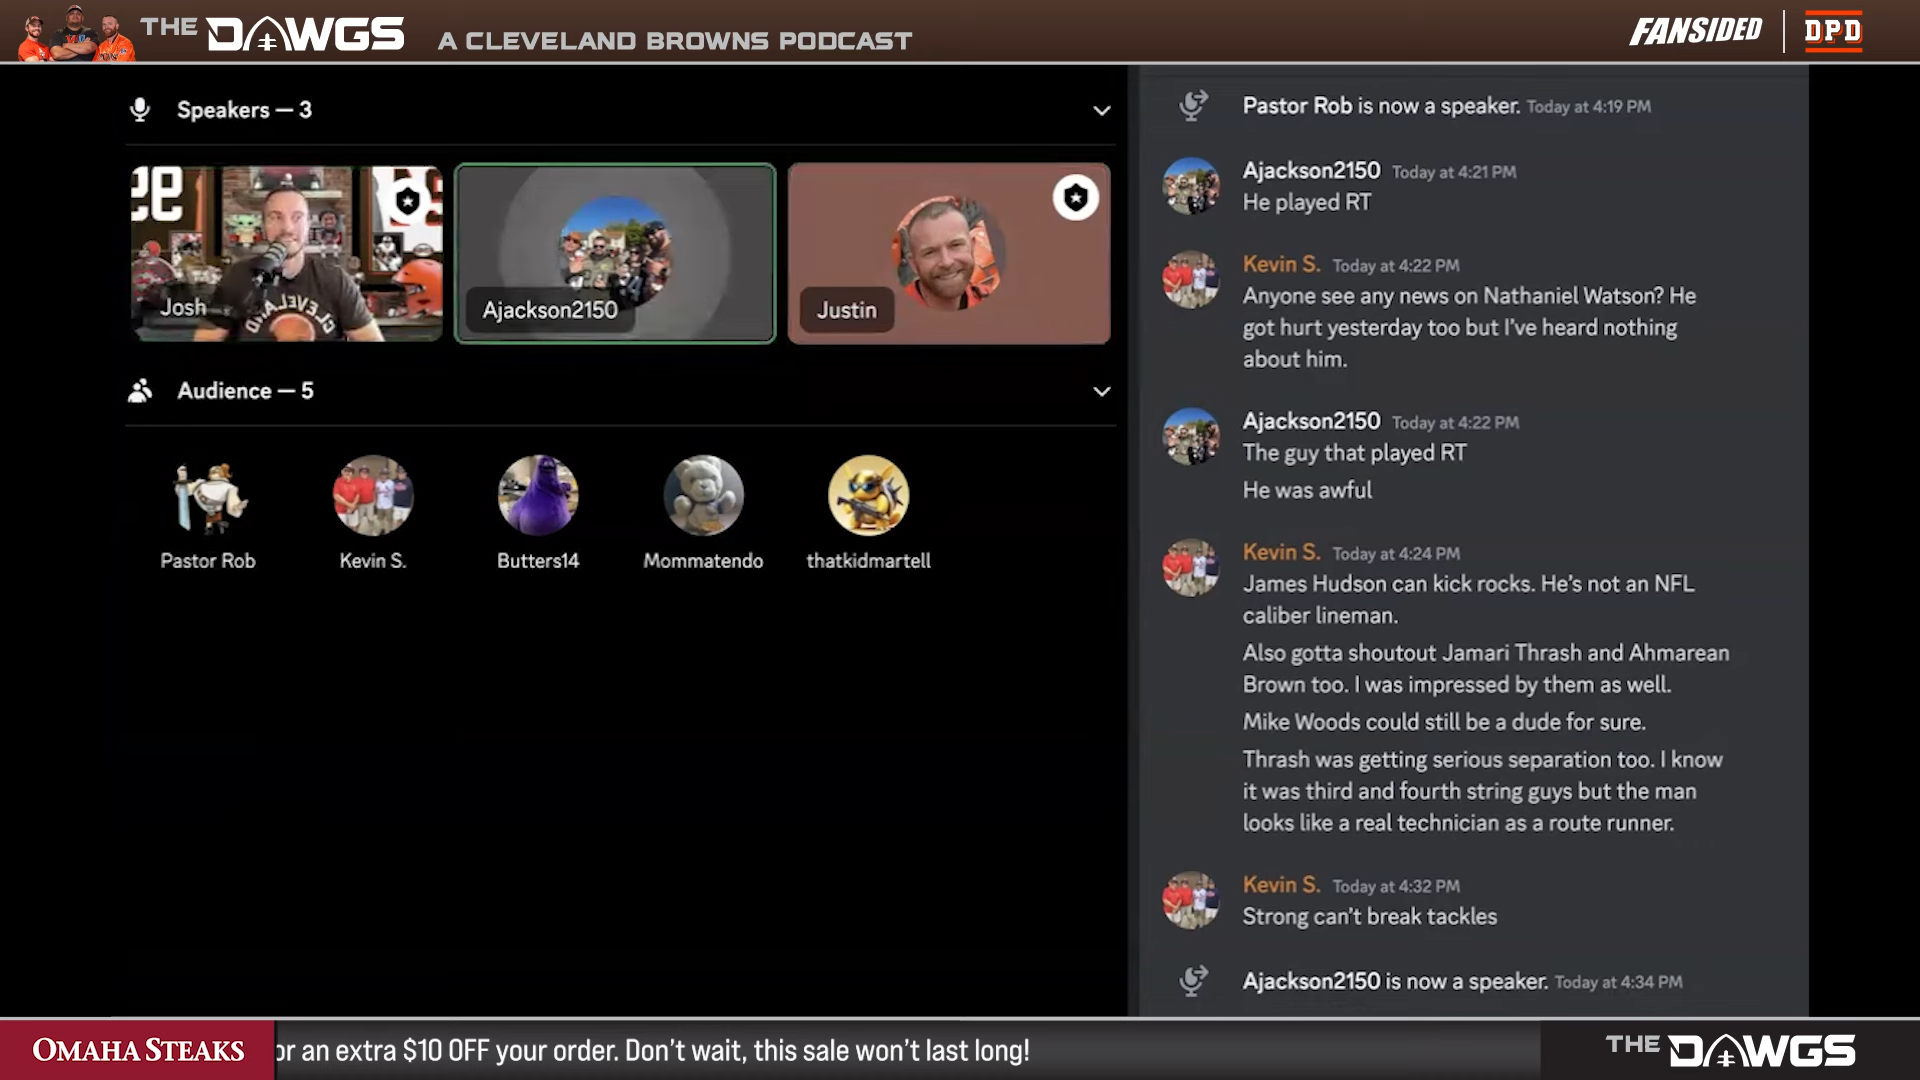 THE DAWGS A CLEVELAND BROWNS PODCAST
FANSIDED DPD
Speakers — 3
Josh
Ajackson2150
Justin
Audience — 5
Pastor Rob
Kevin S.
Butters14
Mommatendo
thatkidmartell
Pastor Rob is now a speaker. Today at 4:19 PM
Ajackson2150 Today at 4:21 PM
He played RT
Kevin S. Today at 4:22 PM
Anyone see any news on Nathaniel Watson? He
got hurt yesterday too but I've heard nothing
about him.
Ajackson2150 Today at 4:22 PM
The guy that played RT
He was awful
Kevin S. Today at 4:24 PM
James Hudson can kick rocks. He's not an NFL
caliber lineman.
Also gotta shoutout Jamari Thrash and Ahmarean
Brown too. I was impressed by them as well.
Mike Woods could still be a dude for sure.
Thrash was getting serious separation too. I know
it was third and fourth string guys but the man
looks like a real technician as a route runner.
Kevin S. Today at 4:32 PM
Strong can't break tackles
Ajackson2150 is now a speaker. Today at 4:34 PM
OMAHA STEAKS
or an extra $10 OFF your order. Don't wait, this sale won't last long!
THE DAWGS